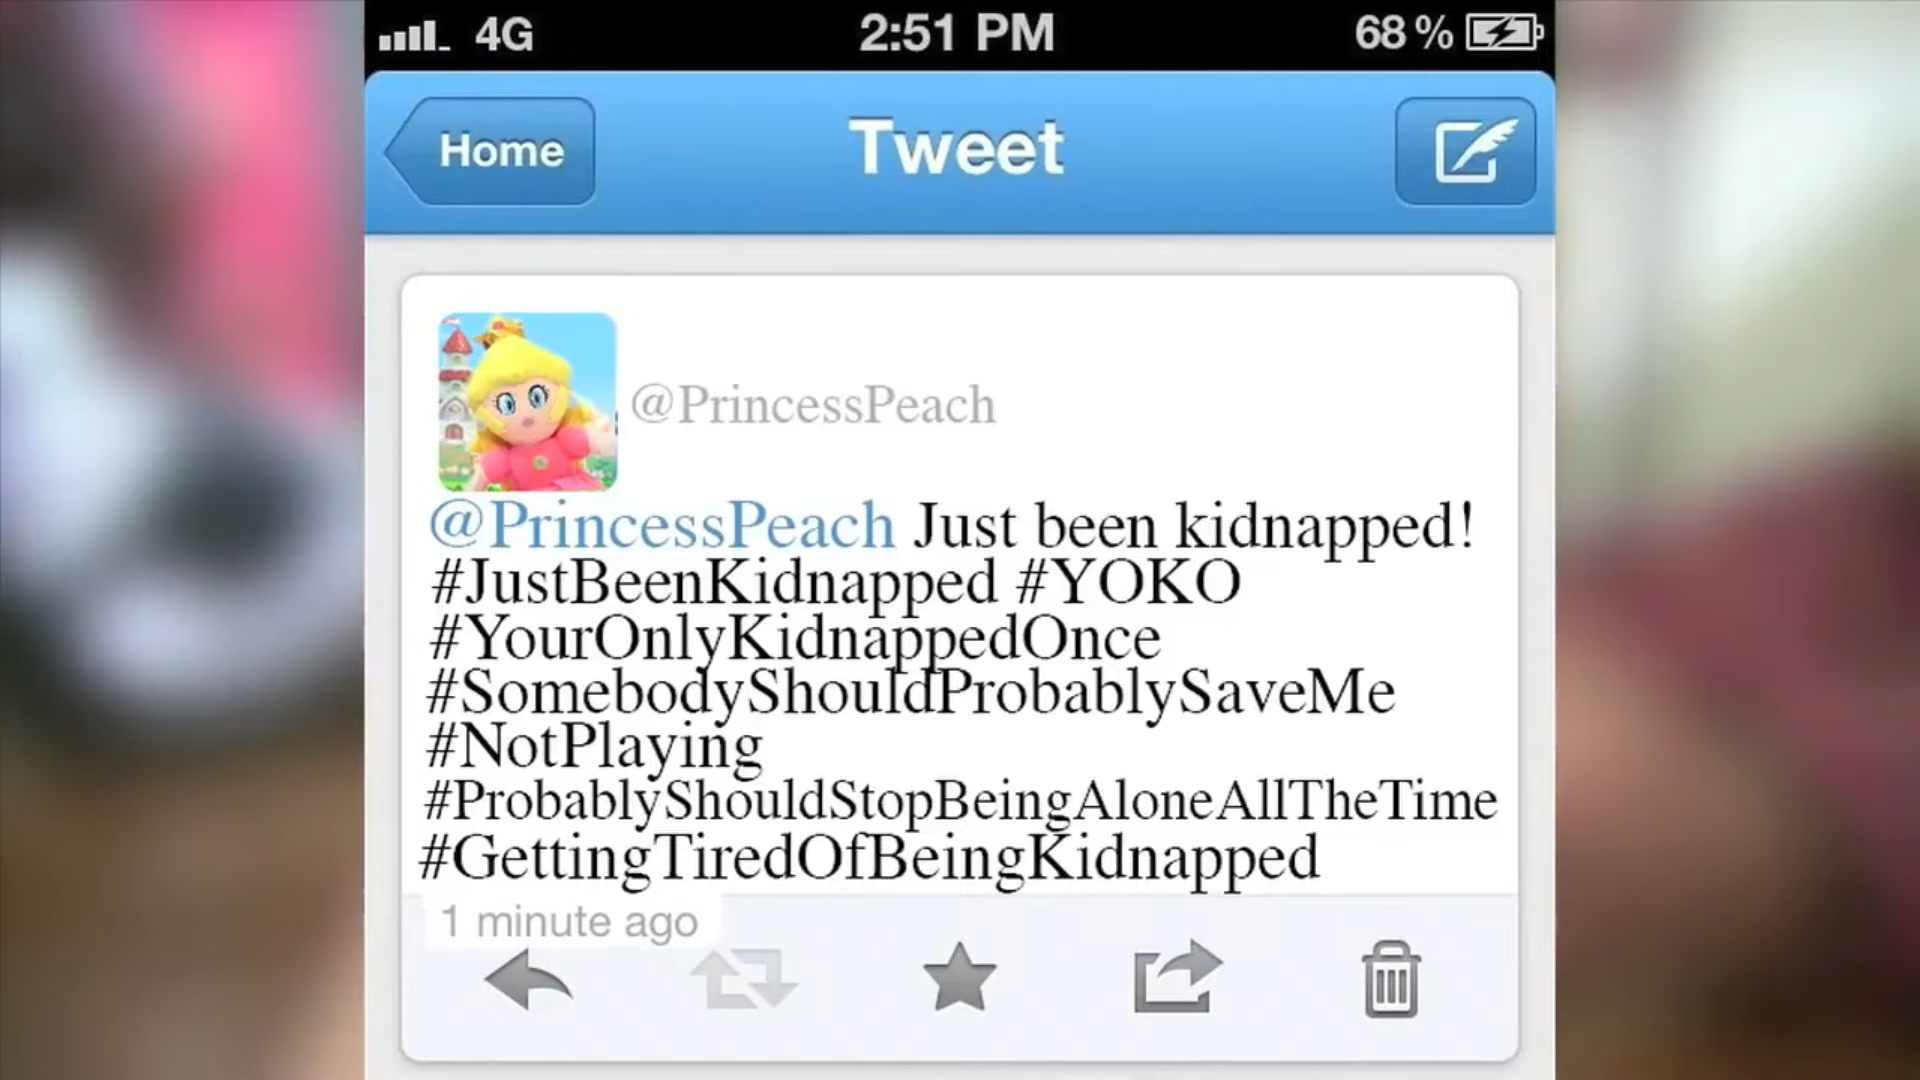 4G 2:51 PM 68 %
Home Tweet
@PrincessPeach
@PrincessPeach Just been kidnapped!
#JustBeenKidnapped #YOKO
#YourOnlyKidnappedOnce
#SomebodyShouldProbablySaveMe
#NotPlaying
#ProbablyShouldStopBeingAloneAllTheTime
#GettingTiredOfBeingKidnapped
1 minute ago